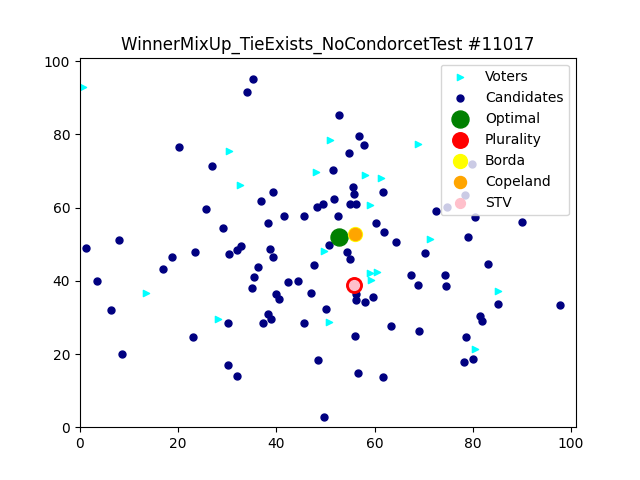 WinnerMixUp_TieExists_NoCondorcetTest #11017
100
80
60
40
20
0
0 20 40 60 80 100
Voters
Candidates
Optimal
Plurality
Borda
Copeland
STV